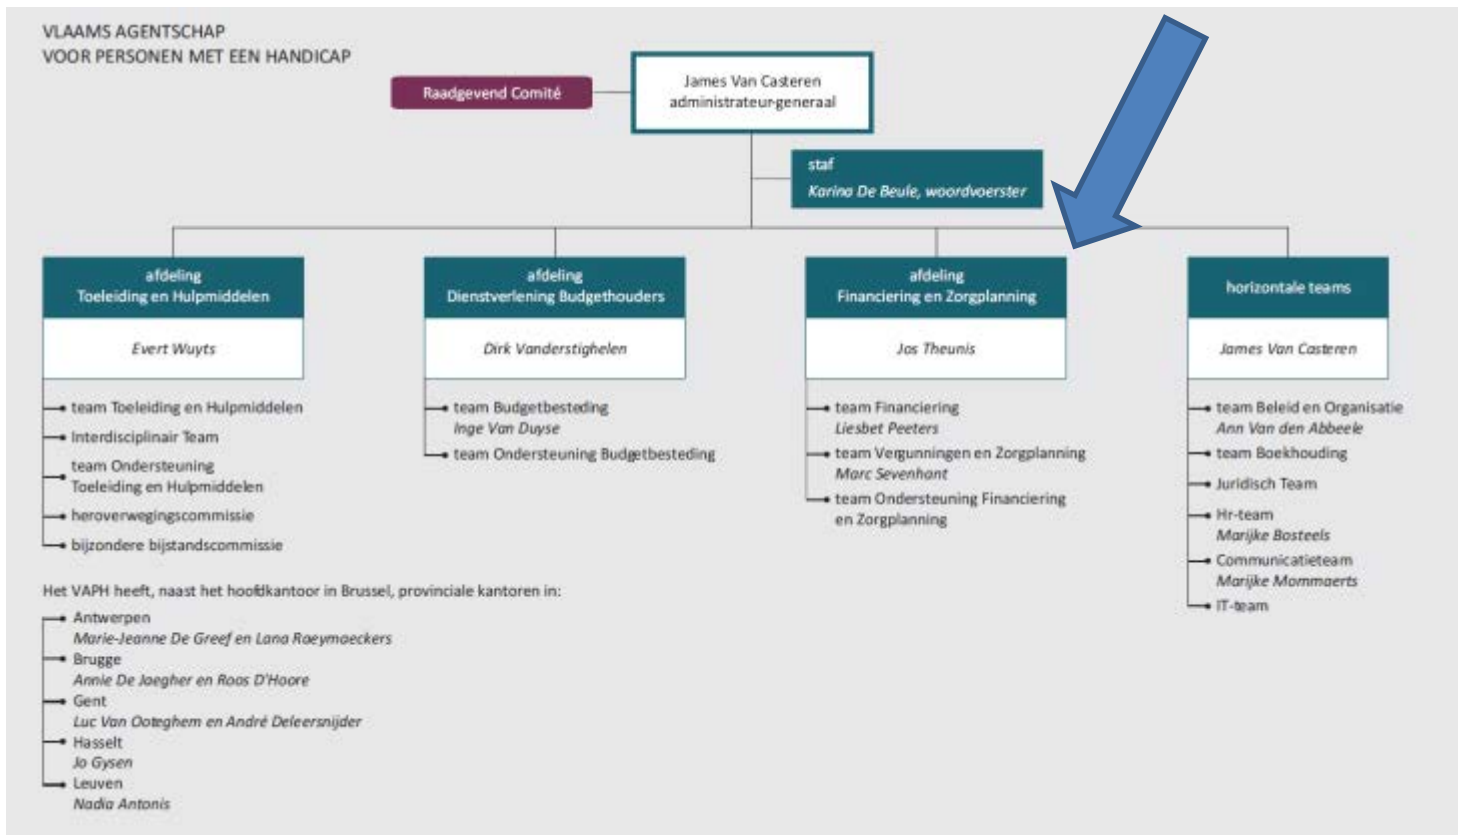 VLAAMS AGENTSCHAP
VOOR PERSONEN MET EEN HANDICAP
Raadgevend Comité
James Van Casteren
administrateur-generaal
staf
Karina De Beule, woordvoerster
afdeling
Toeleiding en Hulpmiddelen
Evert Wuyts
team Toeleiding en Hulpmiddelen
Interdisciplinair Team
team Ondersteuning
Toeleiding en Hulpmiddelen
heroverwegingscommissie
bijzondere bijstandscommissie
afdeling
Dienstverlening Budgethouders
Dirk Vanderstighelen
team Budgetbesteding
Inge Van Duyse
team Ondersteuning Budgetbesteding
afdeling
Financiering en Zorgplanning
Jos Theunis
team Financiering
Liesbet Peeters
team Vergunningen en Zorgplanning
Marc Sevenhant
team Ondersteuning Financiering
en Zorgplanning
horizontale teams
James Van Casteren
team Beleid en Organisatie
Ann Van den Abbeele
team Boekhouding
Juridisch Team
Hr-team
Marijke Bosteels
Communicatieteam
Marijke Mommaerts
IT-team
Het VAPH heeft, naast het hoofdkantoor in Brussel, provinciale kantoren in:
Antwerpen
Marie-Jeanne De Greef en Lana Raeymaeckers
Brugge
Annie De Jaegher en Roos D'Hoore
Gent
Luc Van Ooteghem en André Deleersnijder
Hasselt
Jo Gysen
Leuven
Nadia Antonis